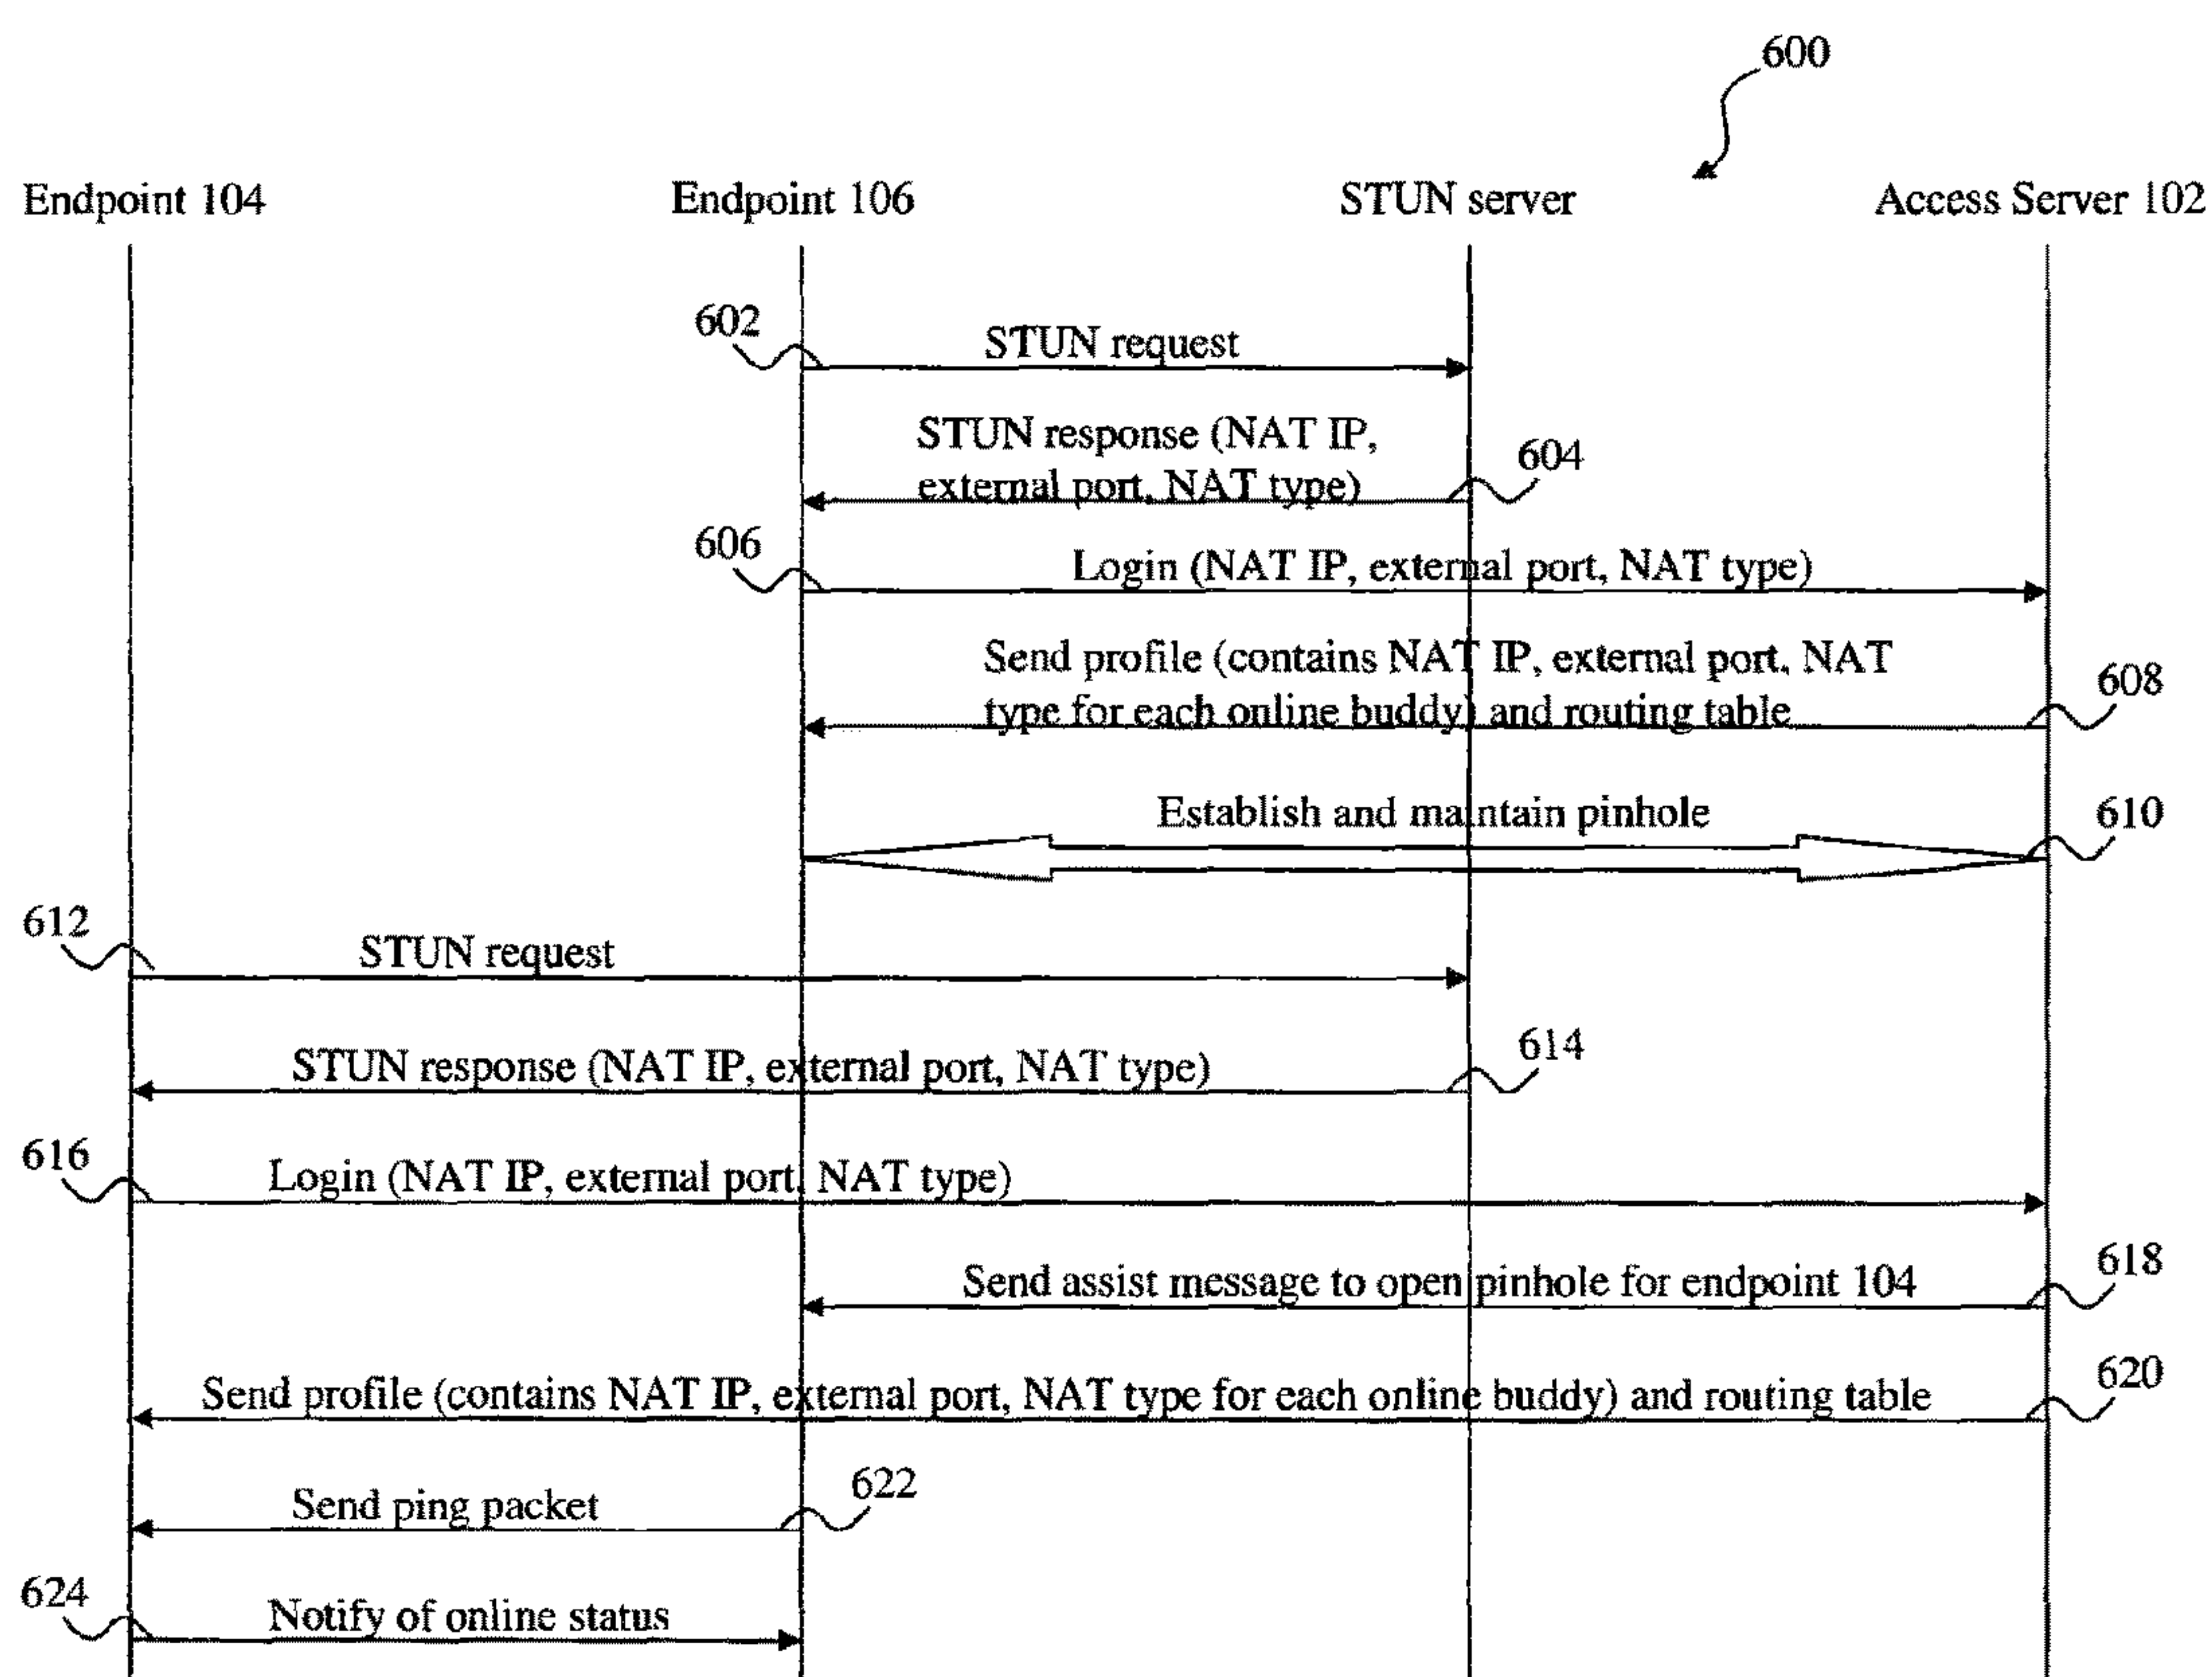 600
Endpoint 104
Endpoint 106
STUN server
Access Server 102
602
STUN request
STUN response (NAT IP,
external port, NAT type)
604
606
Login (NAT IP, external port, NAT type)
Send profile (contains NAT IP, external port, NAT
type for each online buddy) and routing table
608
Establish and maintain pinhole
610
612
STUN request
STUN response (NAT IP, external port, NAT type)
614
616
Login (NAT IP, external port, NAT type)
Send assist message to open pinhole for endpoint 104
618
Send profile (contains NAT IP, external port, NAT type for each online buddy) and routing table
620
Send ping packet
622
624
Notify of online status